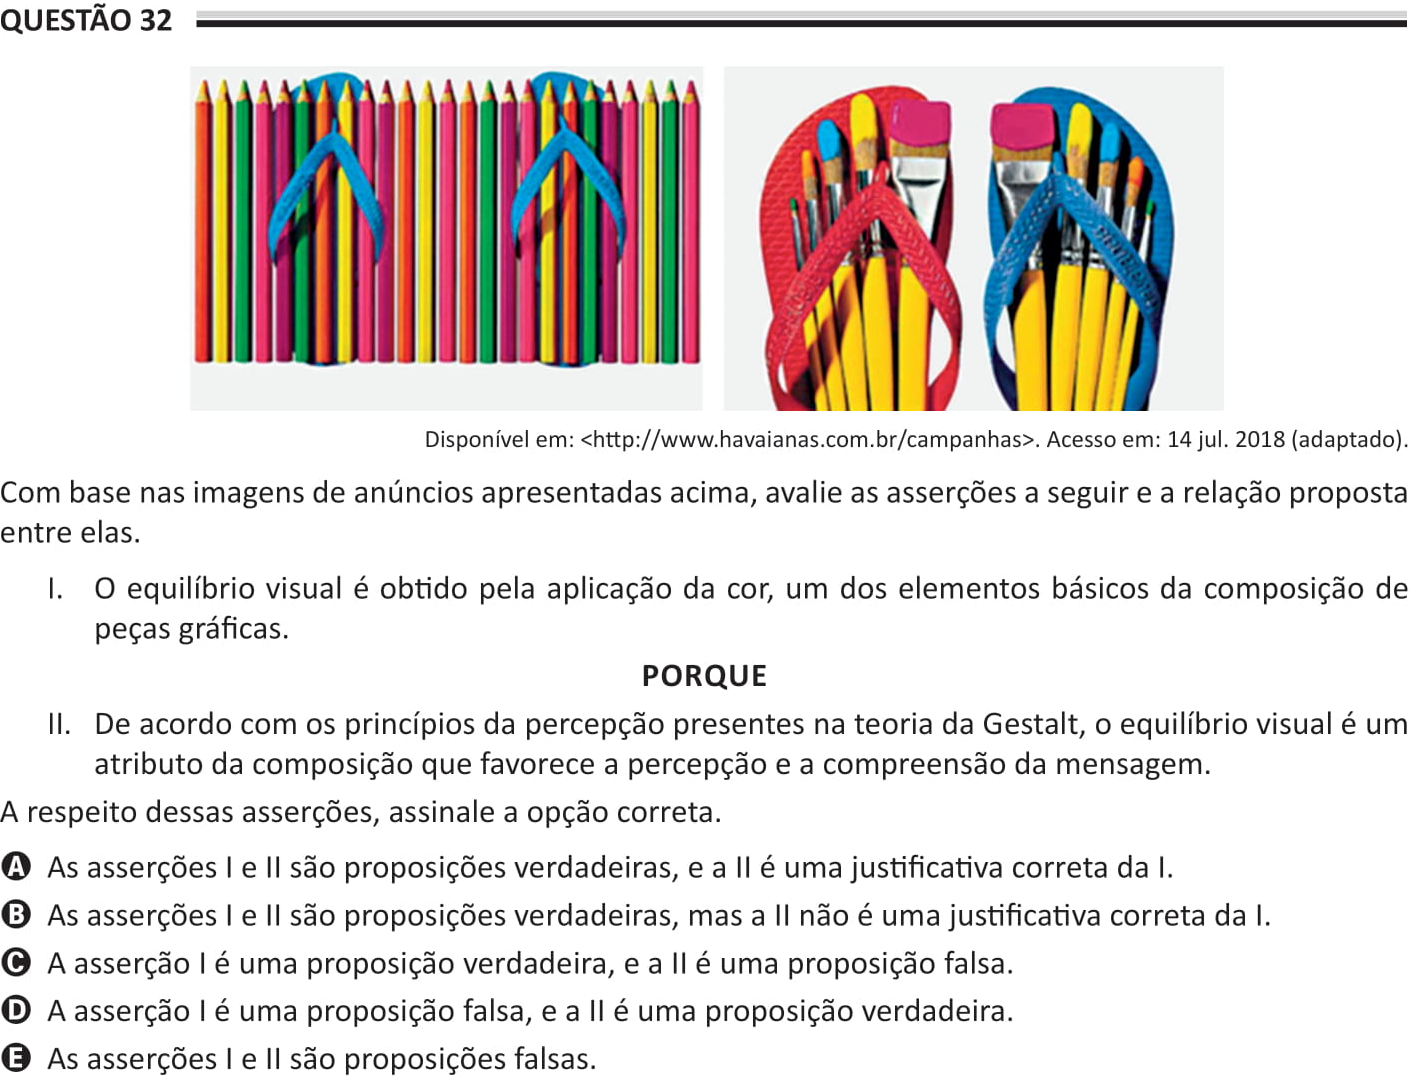 QUESTÃO 32
Disponível em: <http://www.havaianas.com.br/campanhas>. Acesso em: 14 jul. 2018 (adaptado).
Com base nas imagens de anúncios apresentadas acima, avalie as asserções a seguir e a relação proposta
entre elas.
I. O equilíbrio visual é obtido pela aplicação da cor, um dos elementos básicos da composição de
peças gráficas.
PORQUE
II. De acordo com os princípios da percepção presentes na teoria da Gestalt, o equilíbrio visual é um
atributo da composição que favorece a percepção e a compreensão da mensagem.
A respeito dessas asserções, assinale a opção correta.
A As asserções I e II são proposições verdadeiras, e a II é uma justificativa correta da I.
B As asserções I e II são proposições verdadeiras, mas a II não é uma justificativa correta da I.
C A asserção I é uma proposição verdadeira, e a II é uma proposição falsa.
D A asserção I é uma proposição falsa, e a II é uma proposição verdadeira.
E As asserções I e II são proposições falsas.